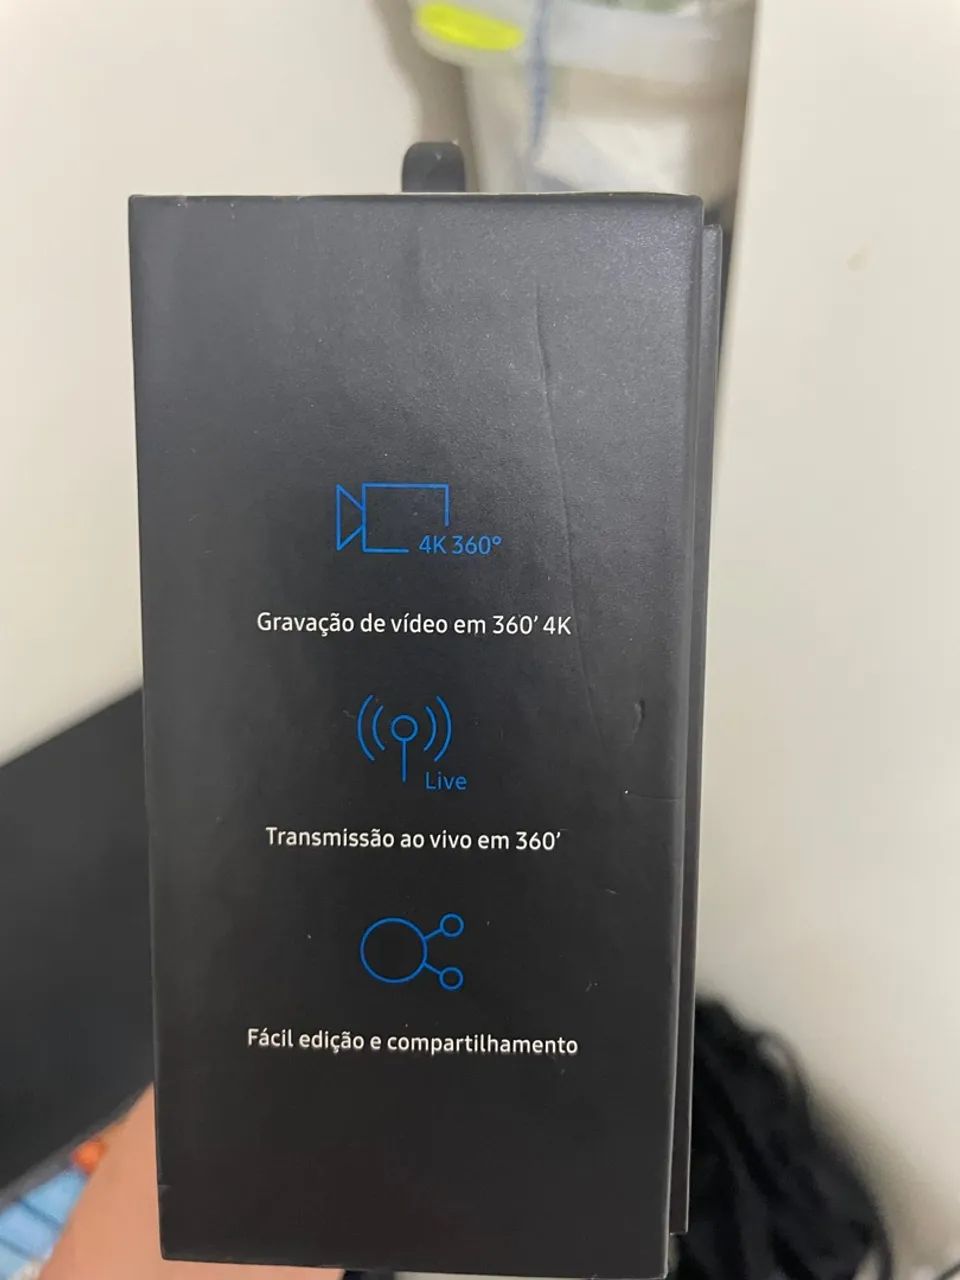 4K 360°
Gravação de vídeo em 360’ 4K
Live
Transmissão ao vivo em 360’
Fácil edição e compartilhamento